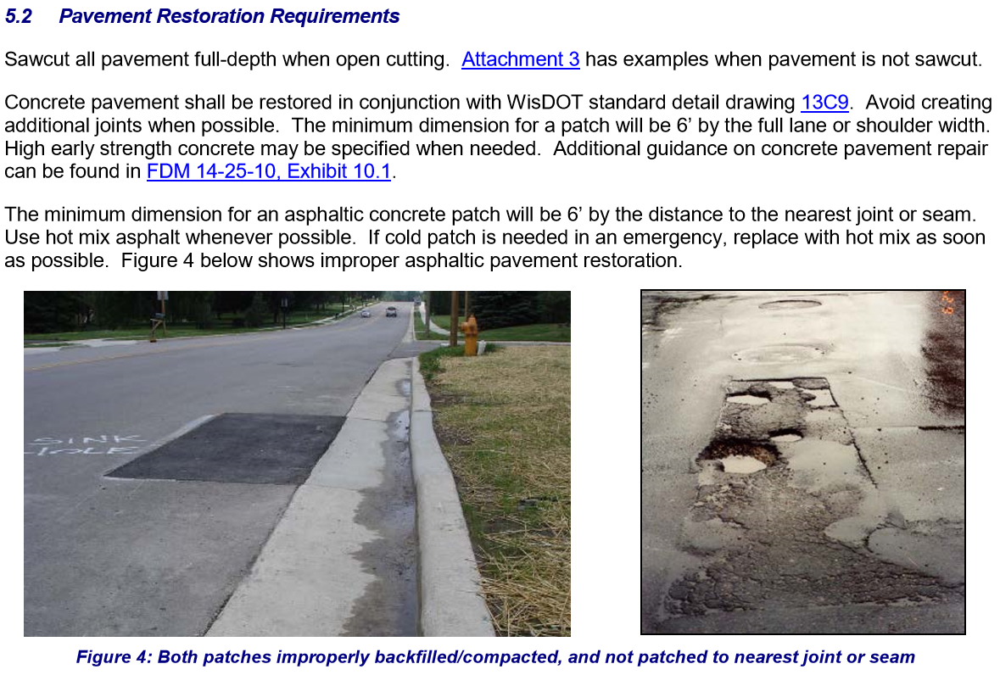 5.2 Pavement Restoration Requirements
Sawcut all pavement full-depth when open cutting. Attachment 3 has examples when pavement is not sawcut.
Concrete pavement shall be restored in conjunction with WisDOT standard detail drawing 13C9. Avoid creating
additional joints when possible. The minimum dimension for a patch will be 6’ by the full lane or shoulder width.
High early strength concrete may be specified when needed. Additional guidance on concrete pavement repair
can be found in FDM 14-25-10, Exhibit 10.1.
The minimum dimension for an asphaltic concrete patch will be 6’ by the distance to the nearest joint or seam.
Use hot mix asphalt whenever possible. If cold patch is needed in an emergency, replace with hot mix as soon
as possible. Figure 4 below shows improper asphaltic pavement restoration.
SINK
HOLE
Figure 4: Both patches improperly backfilled/compacted, and not patched to nearest joint or seam